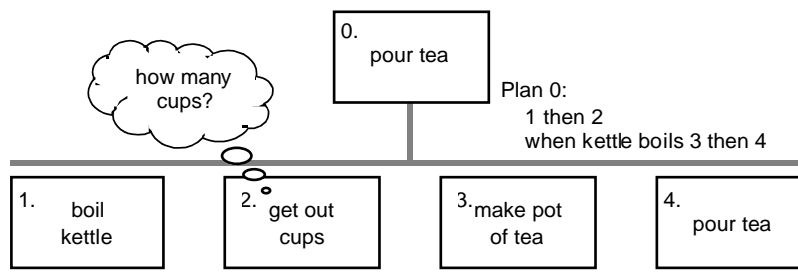 0.
pour tea
how many
cups?
Plan 0:
1 then 2
when kettle boils 3 then 4
1.
boil
kettle
2.
get out
cups
3.
make pot
of tea
4.
pour tea